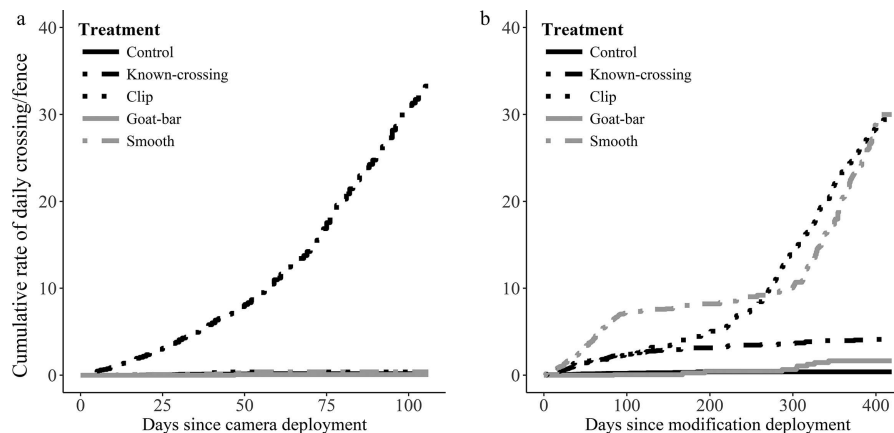 a
Cumulative rate of daily crossing/fence
40
30
20
10
0
Treatment
Control
Known-crossing
Clip
Goat-bar
Smooth
0 25 50 75 100
Days since camera deployment
b
40
30
20
10
0
Treatment
Control
Known-crossing
Clip
Goat-bar
Smooth
0 100 200 300 400
Days since modification deployment